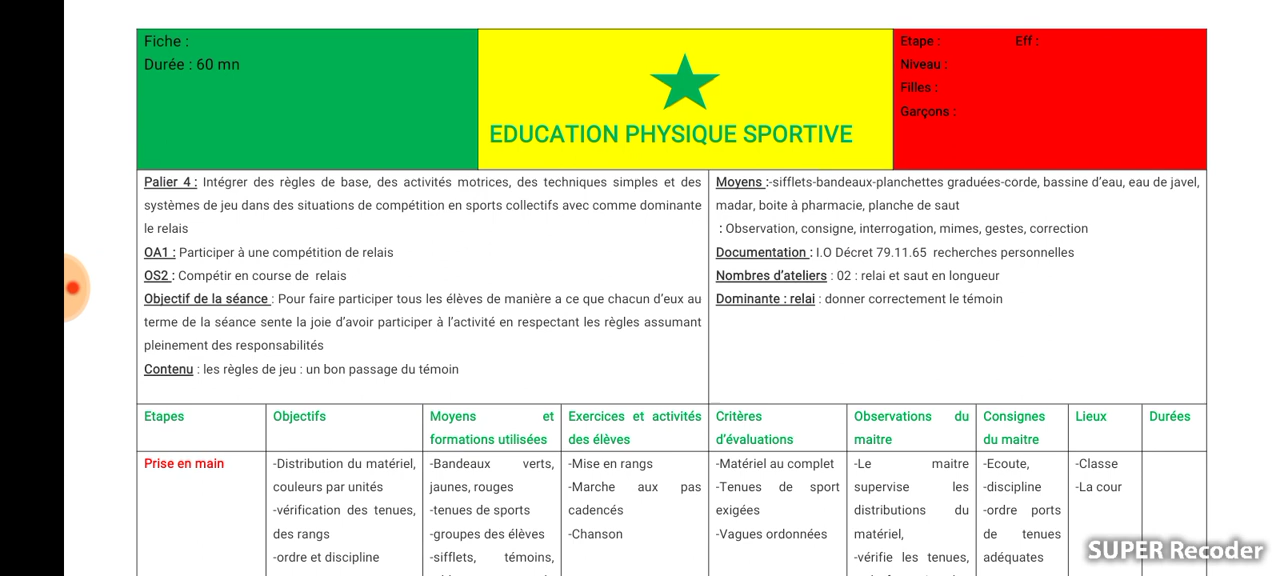 Fiche :
Durée : 60 mn
EDUCATION PHYSIQUE SPORTIVE
Etape : Eff :
Niveau :
Filles :
Garçons :
Palier 4 : Intégrer des règles de base, des activités motrices, des techniques simples et des
systèmes de jeu dans des situations de compétition en sports collectifs avec comme dominante
le relais
OA1 : Participer à une compétition de relais
OS2 : Compétir en course de relais
Objectif de la séance : Pour faire participer tous les élèves de manière a ce que chacun d'eux au
terme de la séance sente la joie d'avoir participer à l'activité en respectant les règles assumant
pleinement des responsabilités
Contenu : les règles de jeu : un bon passage du témoin
Moyens :-sifflets-bandeaux-planchettes graduées-corde, bassine d'eau, eau de javel,
madar, boite à pharmacie, planche de saut
: Observation, consigne, interrogation, mimes, gestes, correction
Documentation : I.O Décret 79.11.65 recherches personnelles
Nombres d'ateliers : 02 : relai et saut en longueur
Dominante : relai : donner correctement le témoin
Etapes
Objectifs
Moyens et
formations utilisées
Exercices et activités
des élèves
Critères
d'évaluations
Observations du
maitre
Consignes
du maitre
Lieux
Durées
Prise en main
-Distribution du matériel,
couleurs par unités
-vérification des tenues,
des rangs
-ordre et discipline
-Bandeaux verts,
jaunes, rouges
-tenues de sports
-groupes des élèves
-sifflets, témoins,
-Mise en rangs
-Marche aux pas
cadencés
-Chanson
-Matériel au complet
-Tenues de sport
exigées
-Vagues ordonnées
-Le maitre
supervise les
distributions du
matériel,
-vérifie les tenues,
-Ecoute,
-discipline
-ordre ports
de tenues
adéquates
-Classe
-La cour
SUPER Recoder